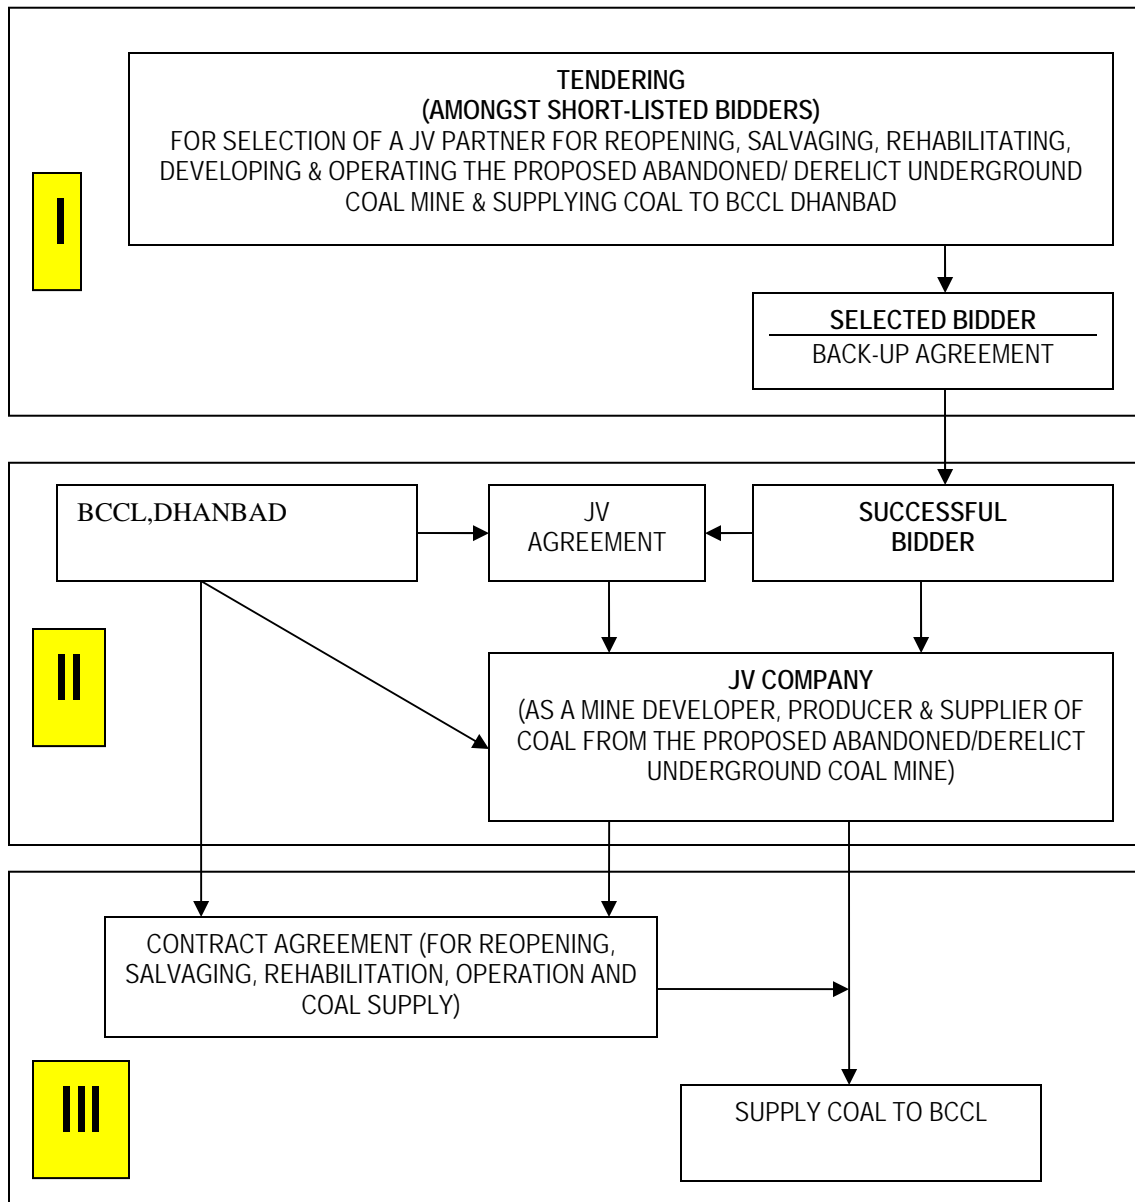 TENDERING
(AMONGST SHORT-LISTED BIDDERS)
FOR SELECTION OF A JV PARTNER FOR REOPENING, SALVAGING, REHABILITATING,
DEVELOPING & OPERATING THE PROPOSED ABANDONED/ DERELICT UNDERGROUND
COAL MINE & SUPPLYING COAL TO BCCL DHANBAD
I
SELECTED BIDDER
BACK-UP AGREEMENT
BCCL,DHANBAD
JV
AGREEMENT
SUCCESSFUL
BIDDER
II
JV COMPANY
(AS A MINE DEVELOPER, PRODUCER & SUPPLIER OF
COAL FROM THE PROPOSED ABANDONED/DERELICT
UNDERGROUND COAL MINE)
CONTRACT AGREEMENT (FOR REOPENING,
SALVAGING, REHABILITATION, OPERATION AND
COAL SUPPLY)
III
SUPPLY COAL TO BCCL